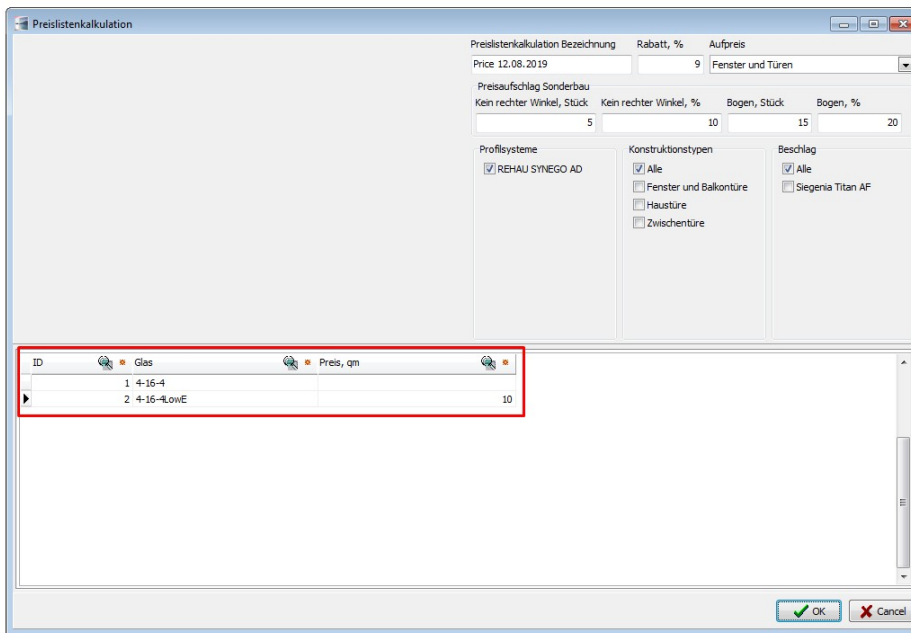 Preislistenkalkulation
Preislistenkalkulation Bezeichnung Rabatt, % Aufpreis
Price 12.08.2019 9 Fenster und Türen
Preisaufschlag Sonderbau
Kein rechter Winkel, Stück Kein rechter Winkel, % Bogen, Stück Bogen, %
5 10 15 20
Profilsysteme Konstruktionstypen Beschlag
REHAU SYNEGO AD Alle Alle
Fenster und Balkontüre Siegenia Titan AF
Haustüre
Zwischentüre
ID Glas Preis, qm
1 4-16-4
2 4-16-4LowE 10
OK Cancel